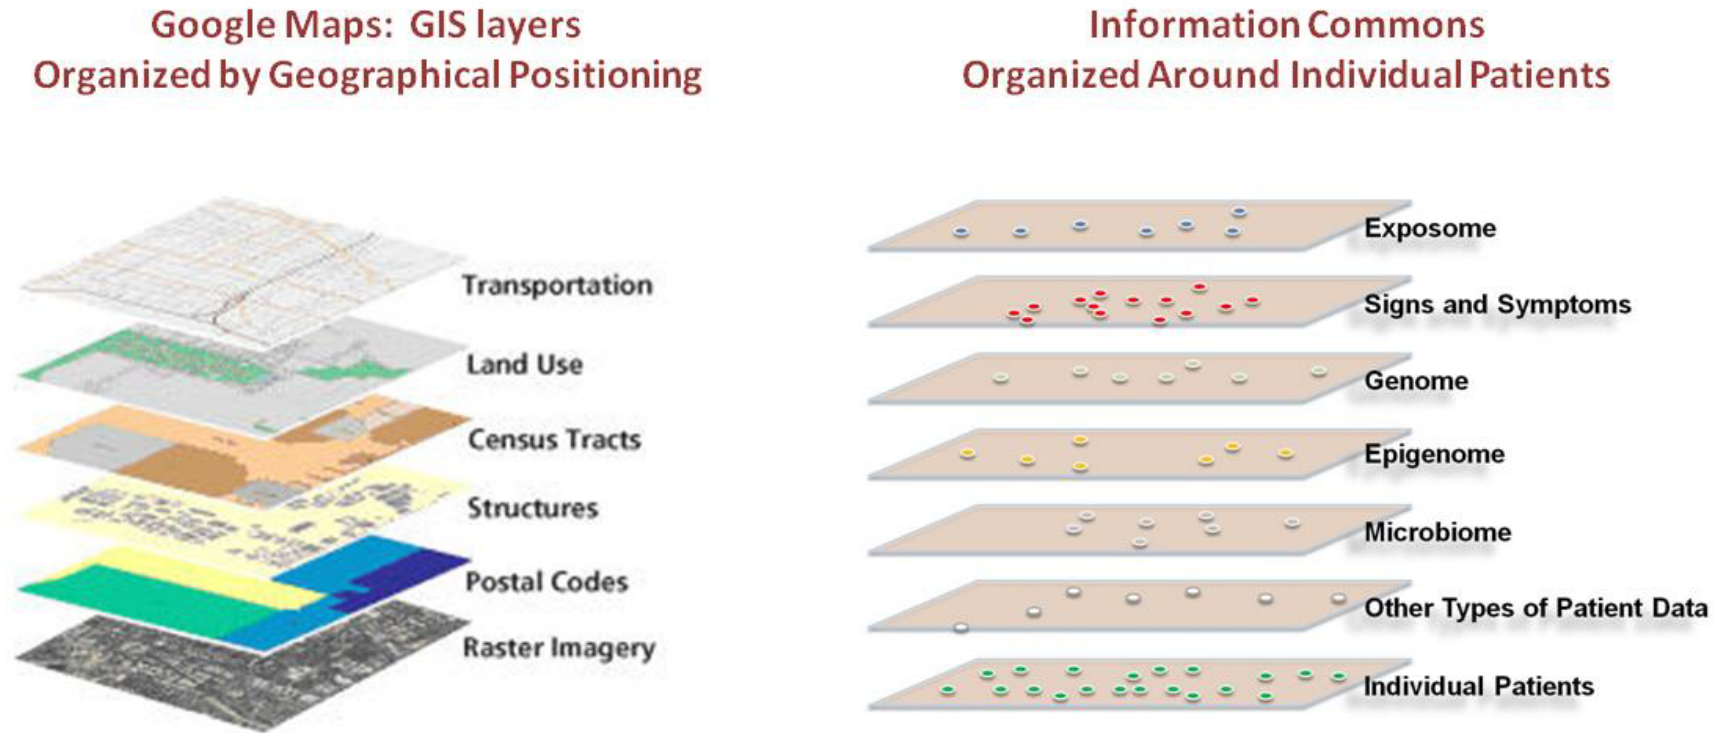 Google Maps: GIS layers
Organized by Geographical Positioning
Transportation
Land Use
Census Tracts
Structures
Postal Codes
Raster Imagery
Information Commons
Organized Around Individual Patients
Exposome
Signs and Symptoms
Genome
Epigenome
Microbiome
Other Types of Patient Data
Individual Patients